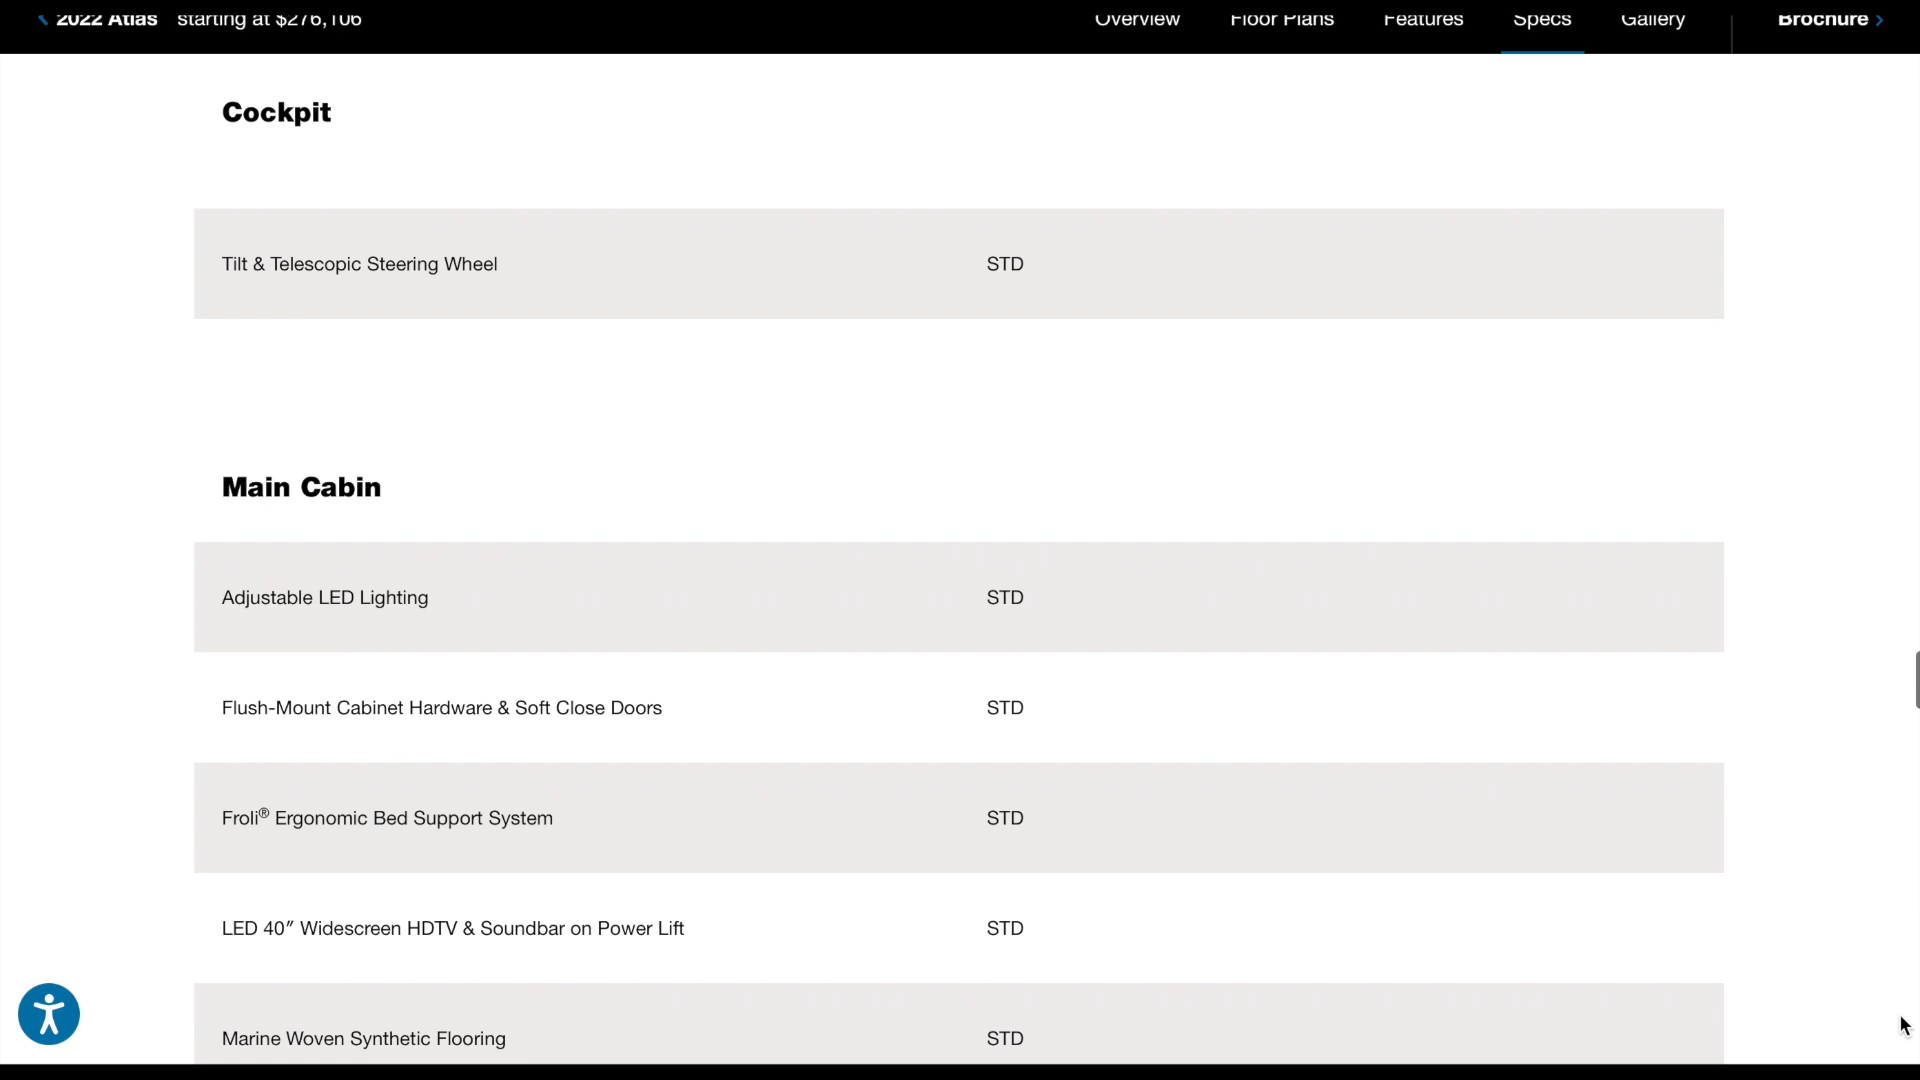 2022 Atlas starting at $276,106 Overview Floor Plans Features Specs Gallery Brochure
Cockpit
Tilt & Telescopic Steering Wheel STD
Main Cabin
Adjustable LED Lighting STD
Flush-Mount Cabinet Hardware & Soft Close Doors STD
Froli® Ergonomic Bed Support System STD
LED 40″ Widescreen HDTV & Soundbar on Power Lift STD
Marine Woven Synthetic Flooring STD